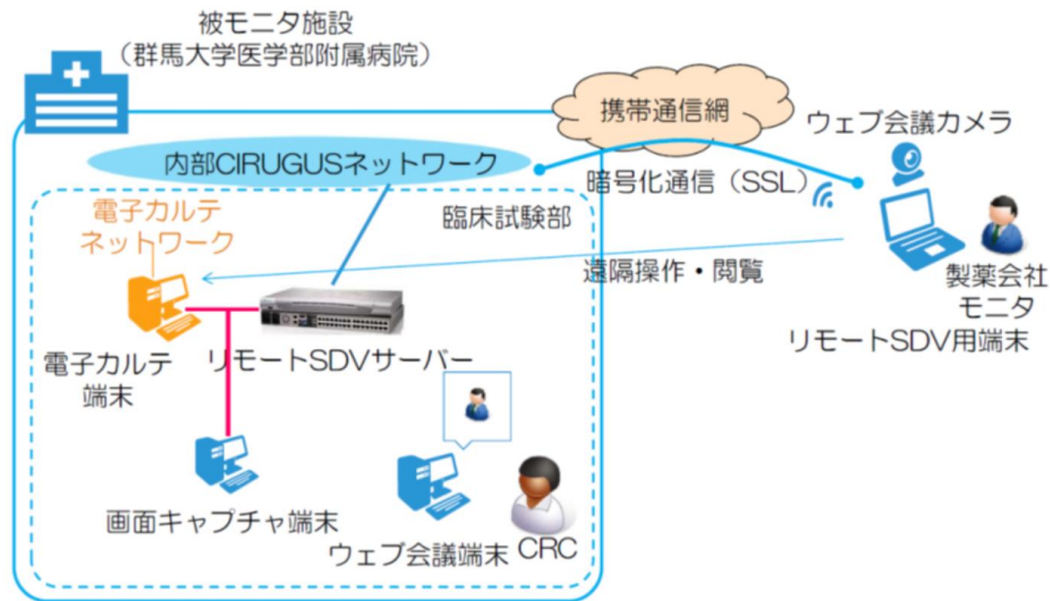 被モニタ施設
（群馬大学医学部附属病院）
携帯通信網
ウェブ会議カメラ
内部CIRUGUSネットワーク
暗号化通信（SSL）
電子カルテ
ネットワーク
臨床試験部
遠隔操作・閲覧
製薬会社
モニタ
リモートSDV用端末
電子カルテ
端末
リモートSDVサーバー
画面キャプチャ端末
ウェブ会議端末
CRC